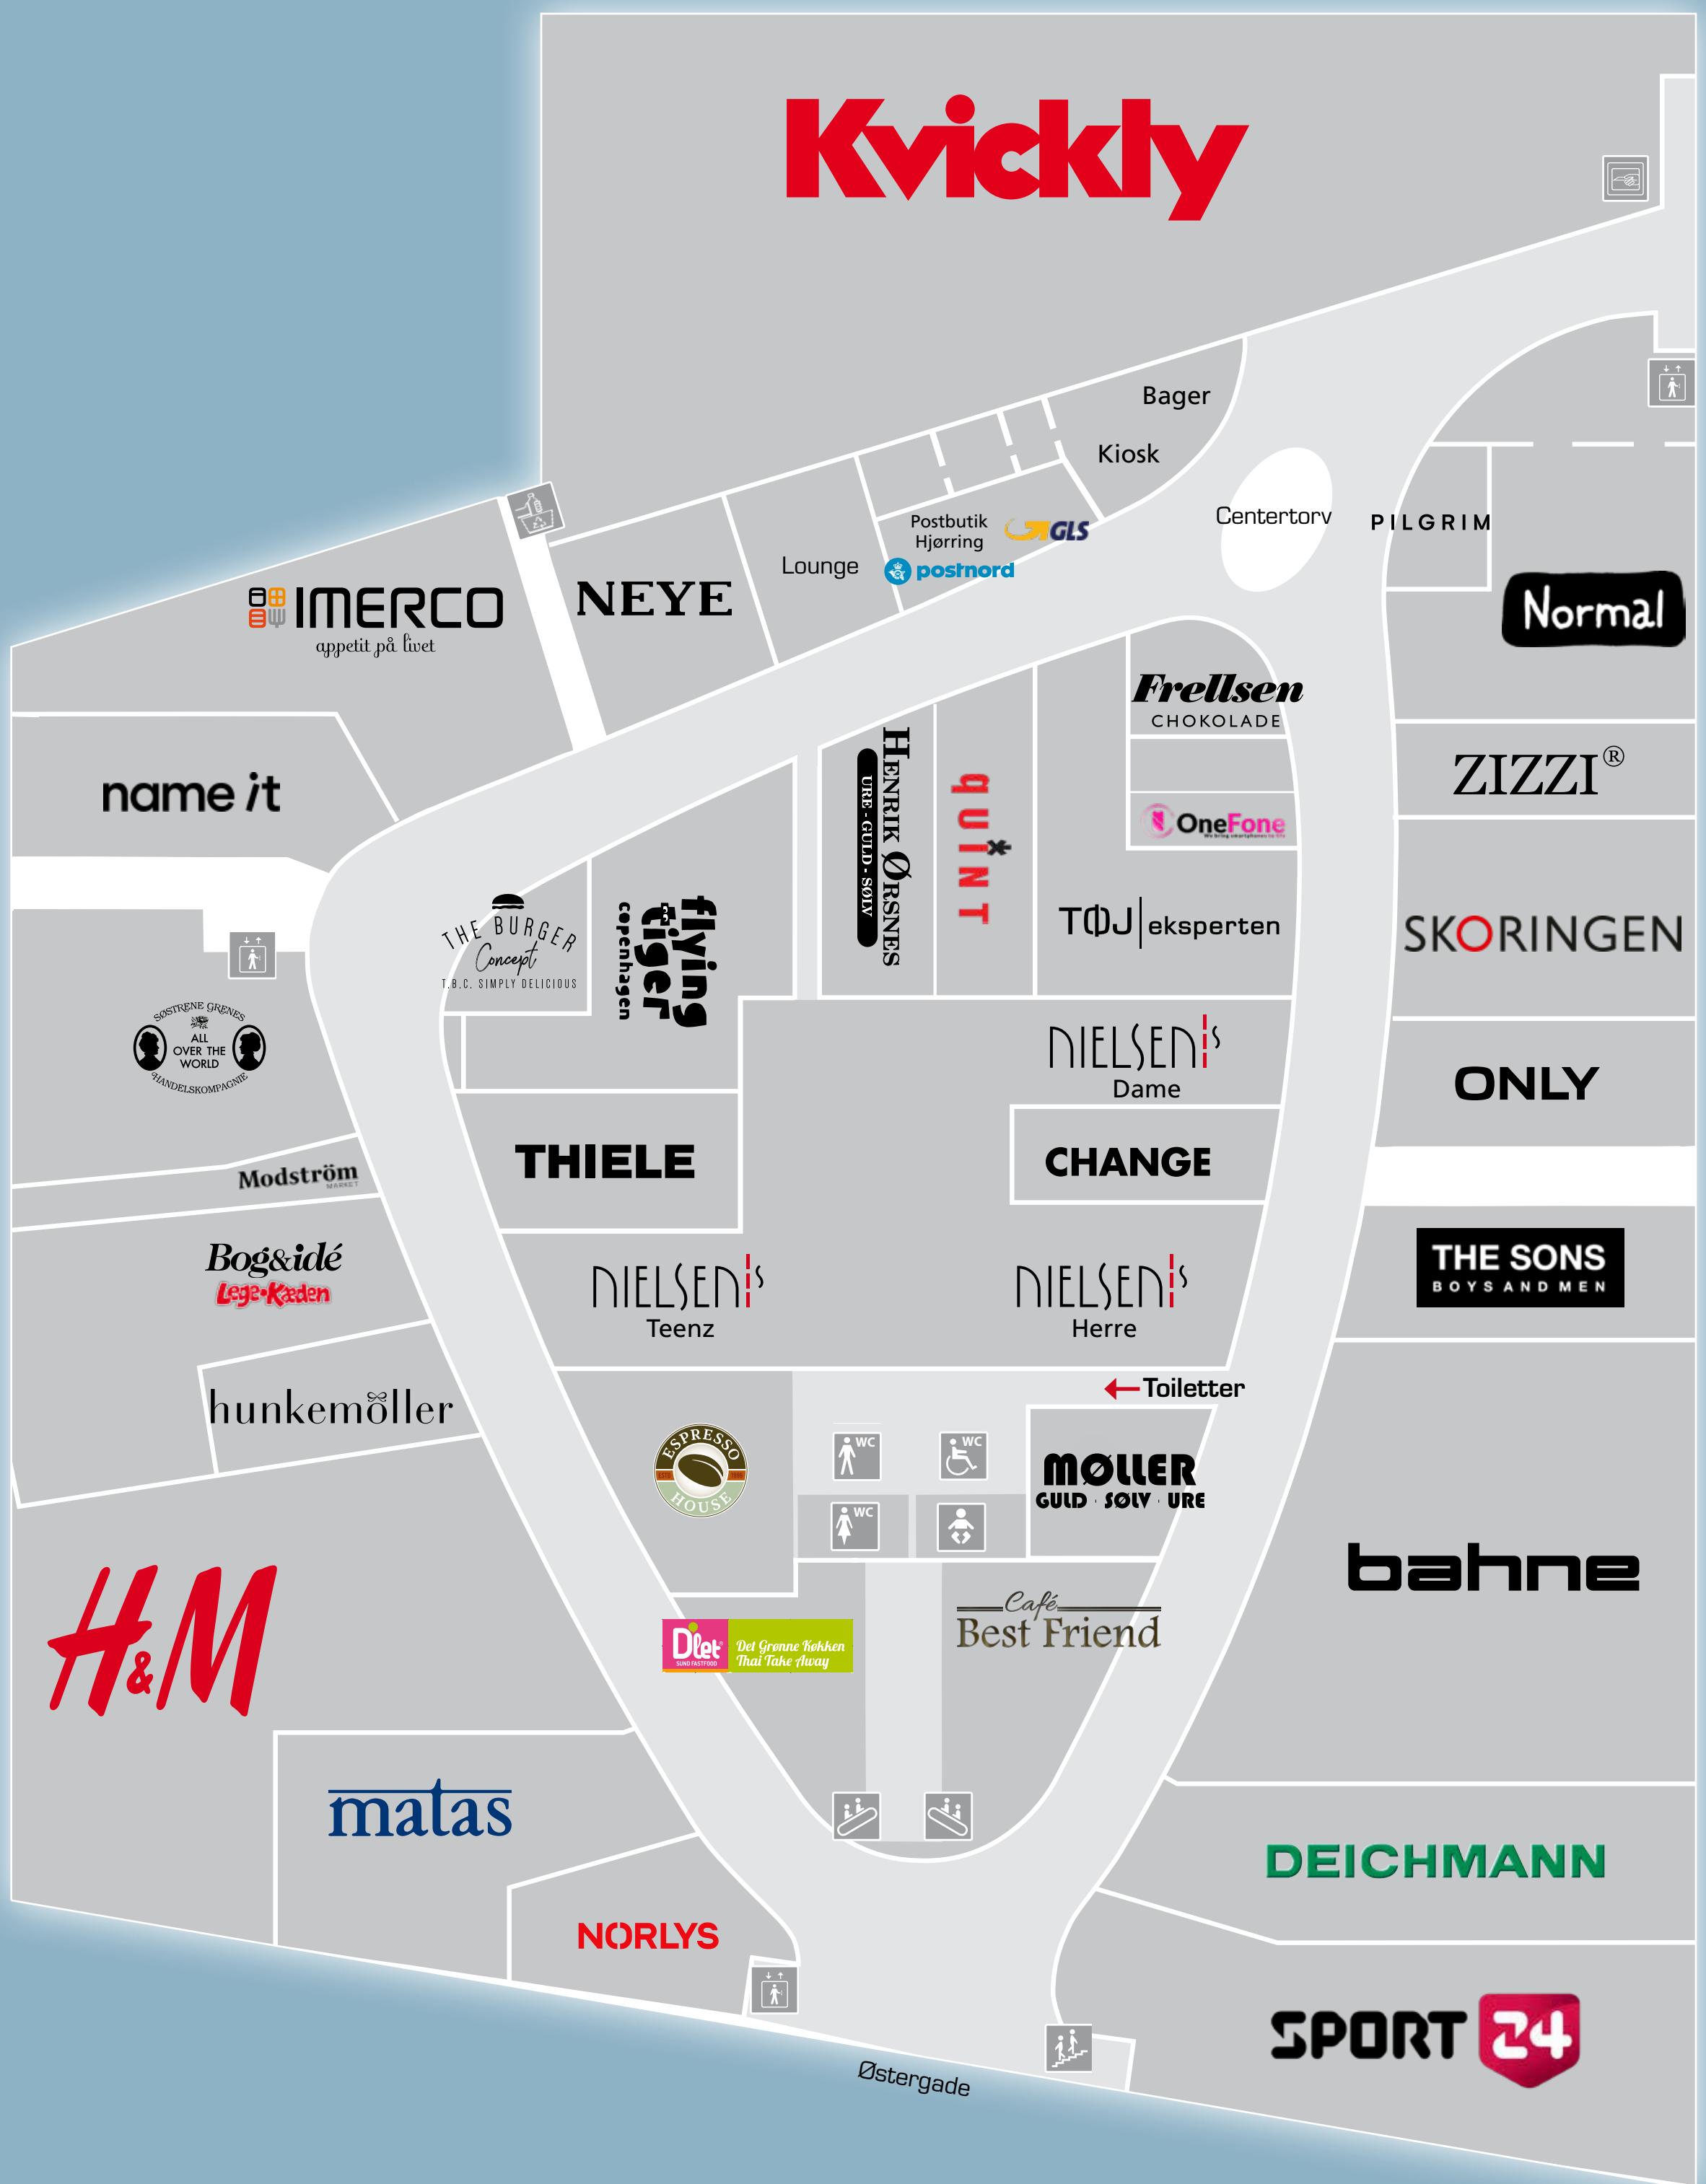 Kvickly
Bager
Kiosk
Centertorv
PILGRIM
Postbutik
Hjørring
GLS
postnord
Lounge
NEYE
IMERCO
appetit på livet
Normal
name it
Frellsen
CHOKOLADE
ZIZZI®
OneFone
HENRIK ØRSNES
URE - GULD - SØLV
QUINT
TØJ|eksperten
SKORINGEN
THE BURGER
Concept
T.B.C. SIMPLY DELICIOUS
flying
tiger
copenhagen
SØSTRENE GRENES
ALL
OVER THE
WORLD
HANDELSKOMPAGNIE
NIELSEN's
Dame
ONLY
Modström
MARKET
THIELE
CHANGE
Bog&idé
Lege•Kæden
NIELSEN's
Teenz
NIELSEN's
Herre
THE SONS
BOYS AND MEN
hunkemöller
Toiletter
ESPRESSO
HOUSE
WC
WC
WC
MØLLER
GULD · SØLV · URE
bahne
H&M
D'let
SUND FASTFOOD
Det Grønne Køkken
Thai Take Away
Café
Best Friend
matas
DEICHMANN
NORLYS
SPORT 24
Østergade